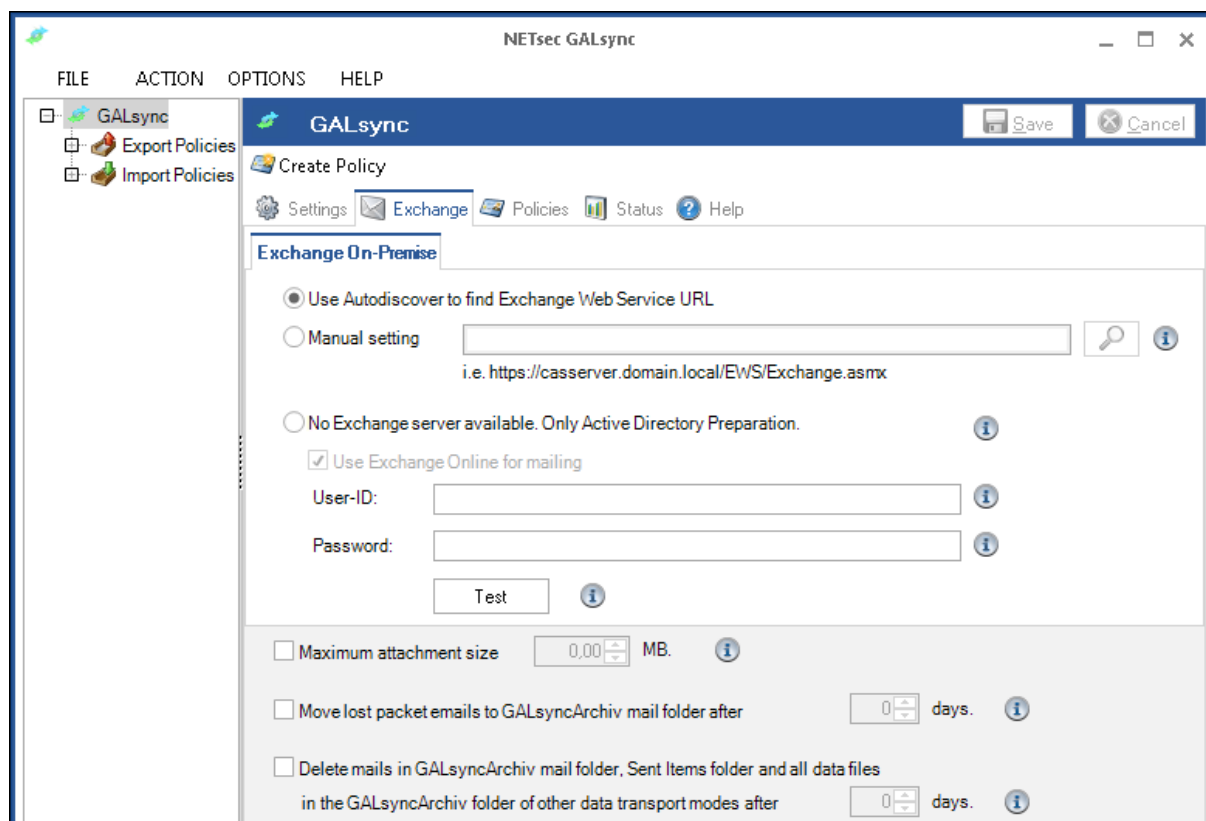 NETsec GALsync
FILE ACTION OPTIONS HELP
GALsync
Export Policies
Import Policies
GALsync
Save Cancel
Create Policy
Settings Exchange Policies Status Help
Exchange On-Premise
Use Autodiscover to find Exchange Web Service URL
Manual setting
i.e. https://casserver.domain.local/EWS/Exchange.asmx
No Exchange server available. Only Active Directory Preparation.
Use Exchange Online for mailing
User-ID:
Password:
Test
Maximum attachment size 0,00 MB.
Move lost packet emails to GALsyncArchiv mail folder after 0 days.
Delete mails in GALsyncArchiv mail folder, Sent Items folder and all data files
in the GALsyncArchiv folder of other data transport modes after 0 days.